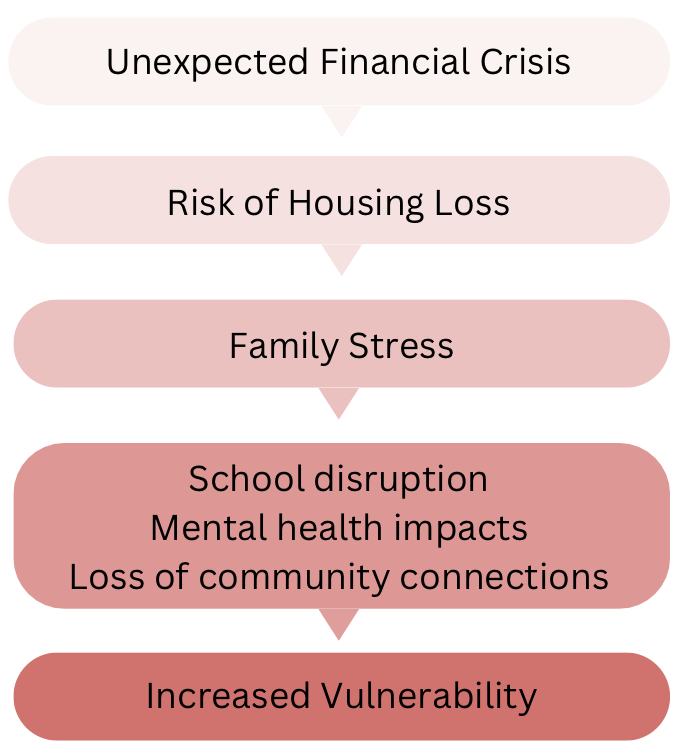 Unexpected Financial Crisis
Risk of Housing Loss
Family Stress
School disruption
Mental health impacts
Loss of community connections
Increased Vulnerability